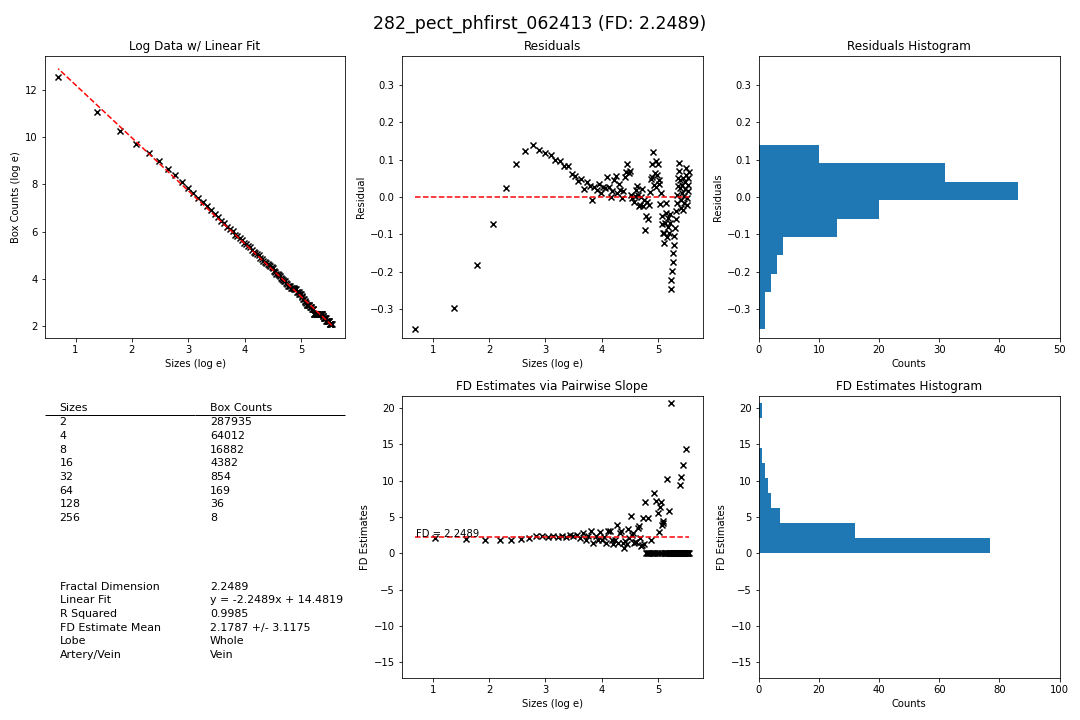 282_pect_phfirst_062413 (FD: 2.2489)
Log Data w/ Linear Fit
Box Counts (log e)
12
10
8
6
4
2
1 2 3 4 5
Sizes (log e)
Residuals
Residual
0.3
0.2
0.1
0.0
−0.1
−0.2
−0.3
1 2 3 4 5
Sizes (log e)
Residuals Histogram
Residuals
0.3
0.2
0.1
0.0
−0.1
−0.2
−0.3
0 10 20 30 40 50
Counts
Sizes Box Counts
2 287935
4 64012
8 16882
16 4382
32 854
64 169
128 36
256 8
Fractal Dimension 2.2489
Linear Fit y = -2.2489x + 14.4819
R Squared 0.9985
FD Estimate Mean 2.1787 +/- 3.1175
Lobe Whole
Artery/Vein Vein
FD Estimates via Pairwise Slope
FD Estimates
20
15
10
5
0
−5
−10
−15
FD = 2.2489
1 2 3 4 5
Sizes (log e)
FD Estimates Histogram
FD Estimates
20
15
10
5
0
−5
−10
−15
0 20 40 60 80 100
Counts